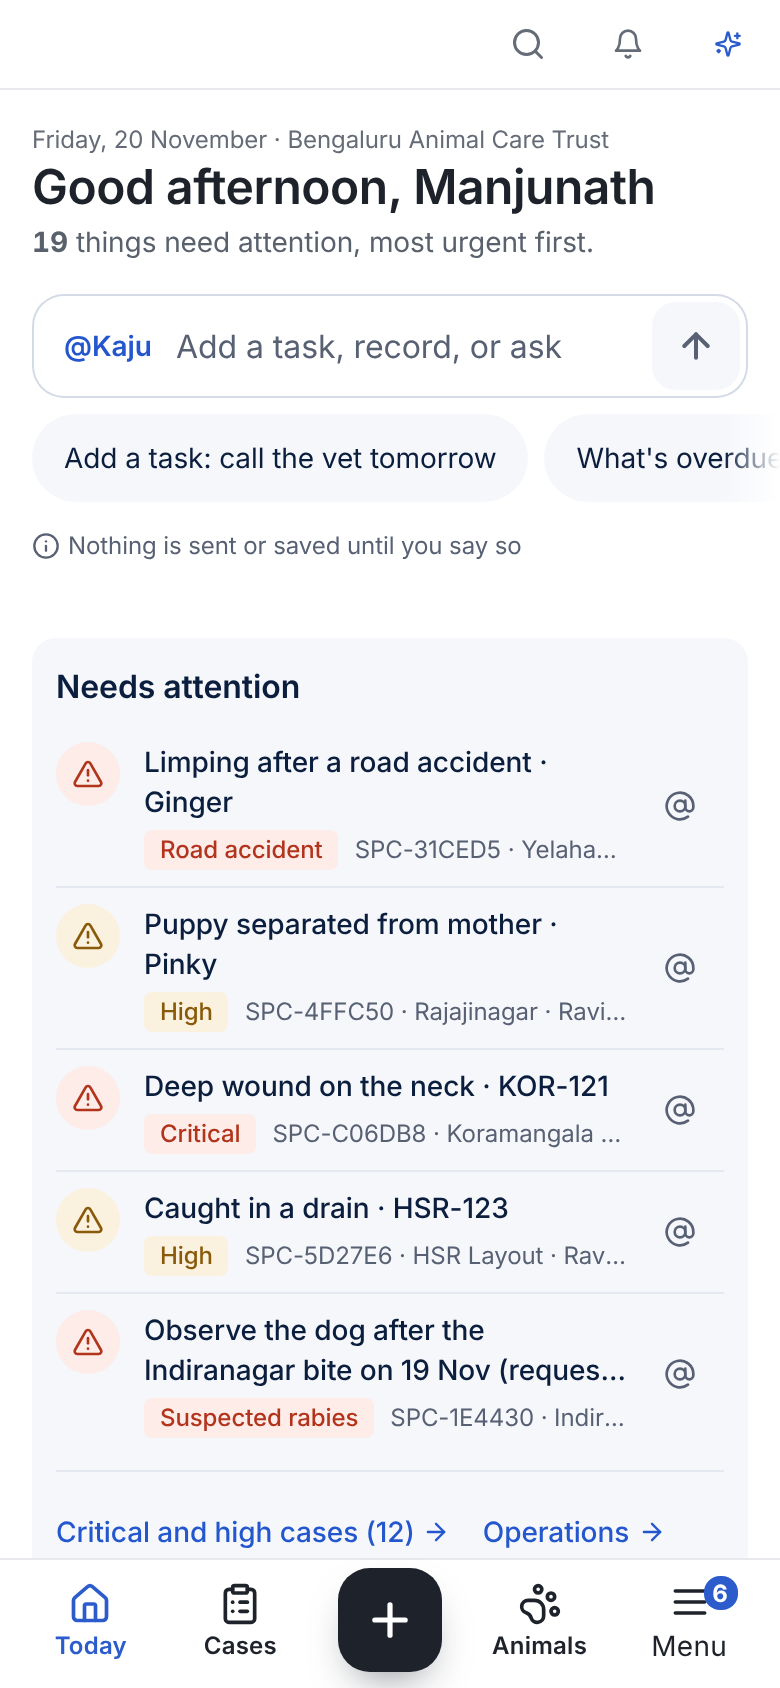 Friday, 20 November · Bengaluru Animal Care Trust
Good afternoon, Manjunath
19 things need attention, most urgent first.
@Kaju Add a task, record, or ask
Add a task: call the vet tomorrow
What's overdue
Nothing is sent or saved until you say so
Needs attention
Limping after a road accident ·
Ginger
Road accident SPC-31CED5 · Yelaha...
Puppy separated from mother ·
Pinky
High SPC-4FFC50 · Rajajinagar · Ravi...
Deep wound on the neck · KOR-121
Critical SPC-C06DB8 · Koramangala ...
Caught in a drain · HSR-123
High SPC-5D27E6 · HSR Layout · Rav...
Observe the dog after the
Indiranagar bite on 19 Nov (reques...
Suspected rabies SPC-1E4430 · Indir...
Critical and high cases (12) → Operations →
Today Cases Animals Menu 6